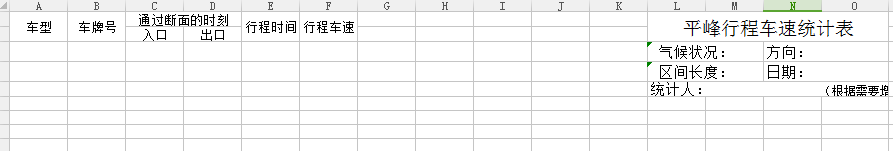 A B C D E F G H I J K L M N O
车型 车牌号 通过断面的时刻 行程时间 行程车速 平峰行程车速统计表
入口 出口
气候状况： 方向：
区间长度： 日期：
统计人： （根据需要